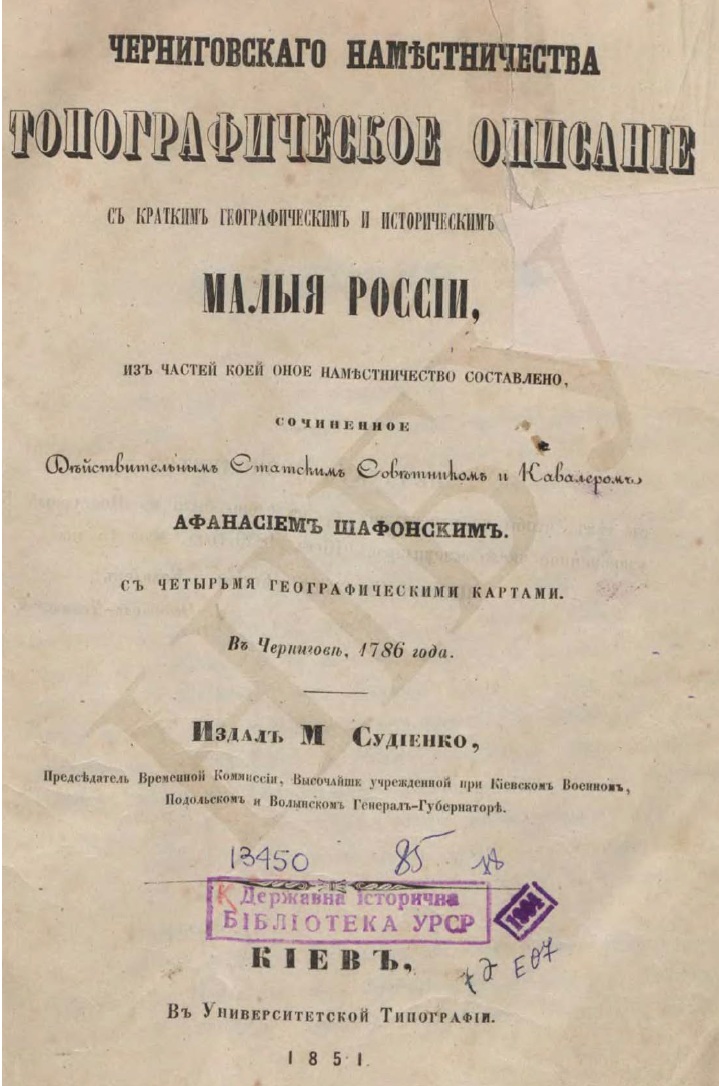 ЧЕРНИГОВСКАГО НАМѢСТНИЧЕСТВА
ТОПОГРАФИЧЕСКОЕ ОПИСАНІЕ
СЪ КРАТКИМЪ ГЕОГРАФИЧЕСКИМЪ И ИСТОРИЧЕСКИМЪ
МАЛЫЯ РОССІИ,
ИЗЪ ЧАСТЕЙ КОЕЙ ОНОЕ НАМѢСТНИЧЕСТВО СОСТАВЛЕНО,
СОЧИНЕННОЕ
Дѣйствительнымъ Статскимъ Совѣтникомъ и Кавалеромъ
АФАНАСІЕМЪ ШАФОНСКИМЪ.
СЪ ЧЕТЫРЬМЯ ГЕОГРАФИЧЕСКИМИ КАРТАМИ.
Въ Черниговѣ, 1786 года.
ИЗДАЛЪ М СУДІЕНКО,
Предсѣдатель Временной Коммиссіи, Высочайше учрежденной при Кіевскомъ Военномъ,
Подольскомъ и Волынскомъ Генералъ-Губернаторѣ.
13450 85
К Державна історична
БІБЛІОТЕКА УРСР
КІЕВЪ,
E07
Въ Университетской Типографіи.
1851
НБУ